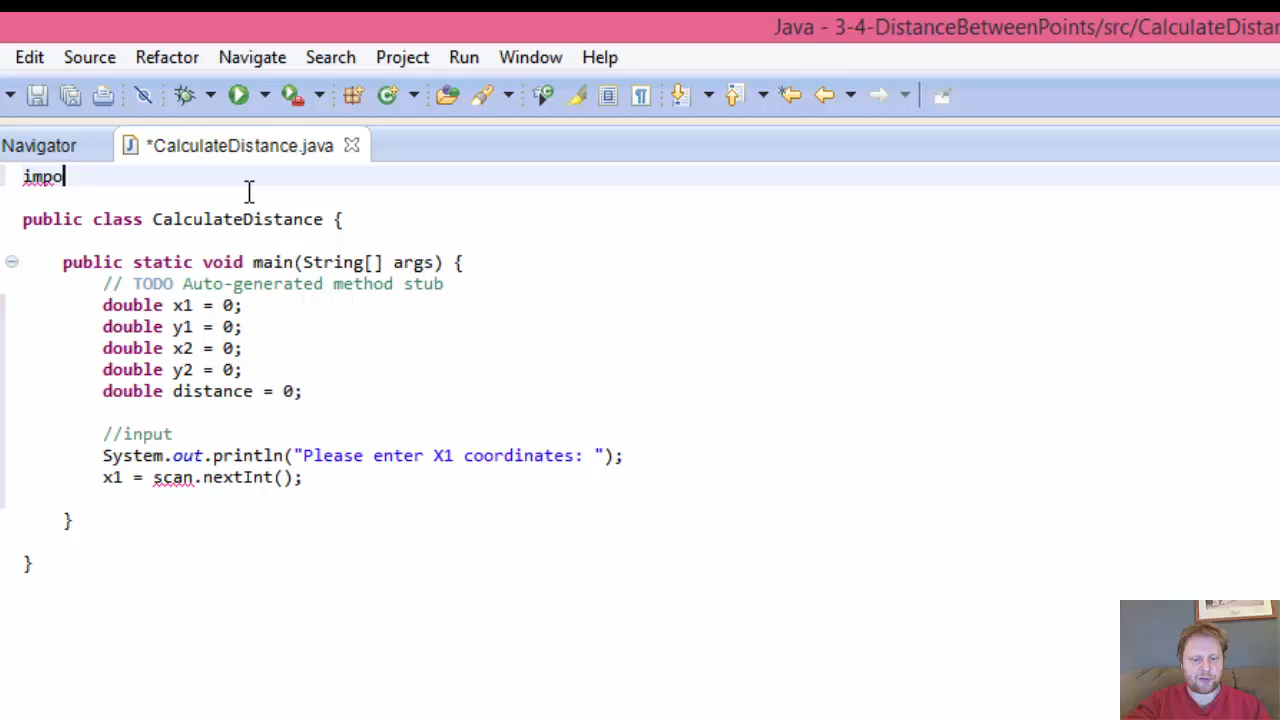 Java - 3-4-DistanceBetweenPoints/src/CalculateDistan
Edit Source Refactor Navigate Search Project Run Window Help
Navigator *CalculateDistance.java
impo
public class CalculateDistance {
public static void main(String[] args) {
// TODO Auto-generated method stub
double x1 = 0;
double y1 = 0;
double x2 = 0;
double y2 = 0;
double distance = 0;
//input
System.out.println("Please enter X1 coordinates: ");
x1 = scan.nextInt();
}
}